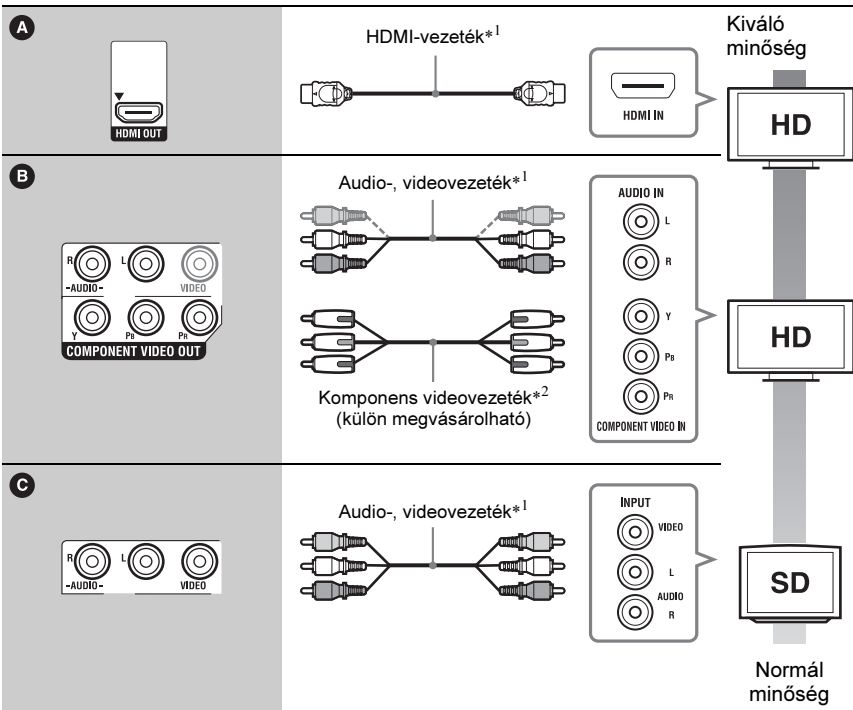 A
HDMI OUT
HDMI-vezeték*1
HDMI IN
Kiváló
minőség
HD
B
R
L
-AUDIO-
VIDEO
Y
PB
PR
COMPONENT VIDEO OUT
Audio-, videovezeték*1
Komponens videovezeték*2
(külön megvásárolható)
AUDIO IN
L
R
Y
PB
PR
COMPONENT VIDEO IN
HD
C
R
L
-AUDIO-
VIDEO
Audio-, videovezeték*1
INPUT
VIDEO
L
AUDIO
R
SD
Normál
minőség